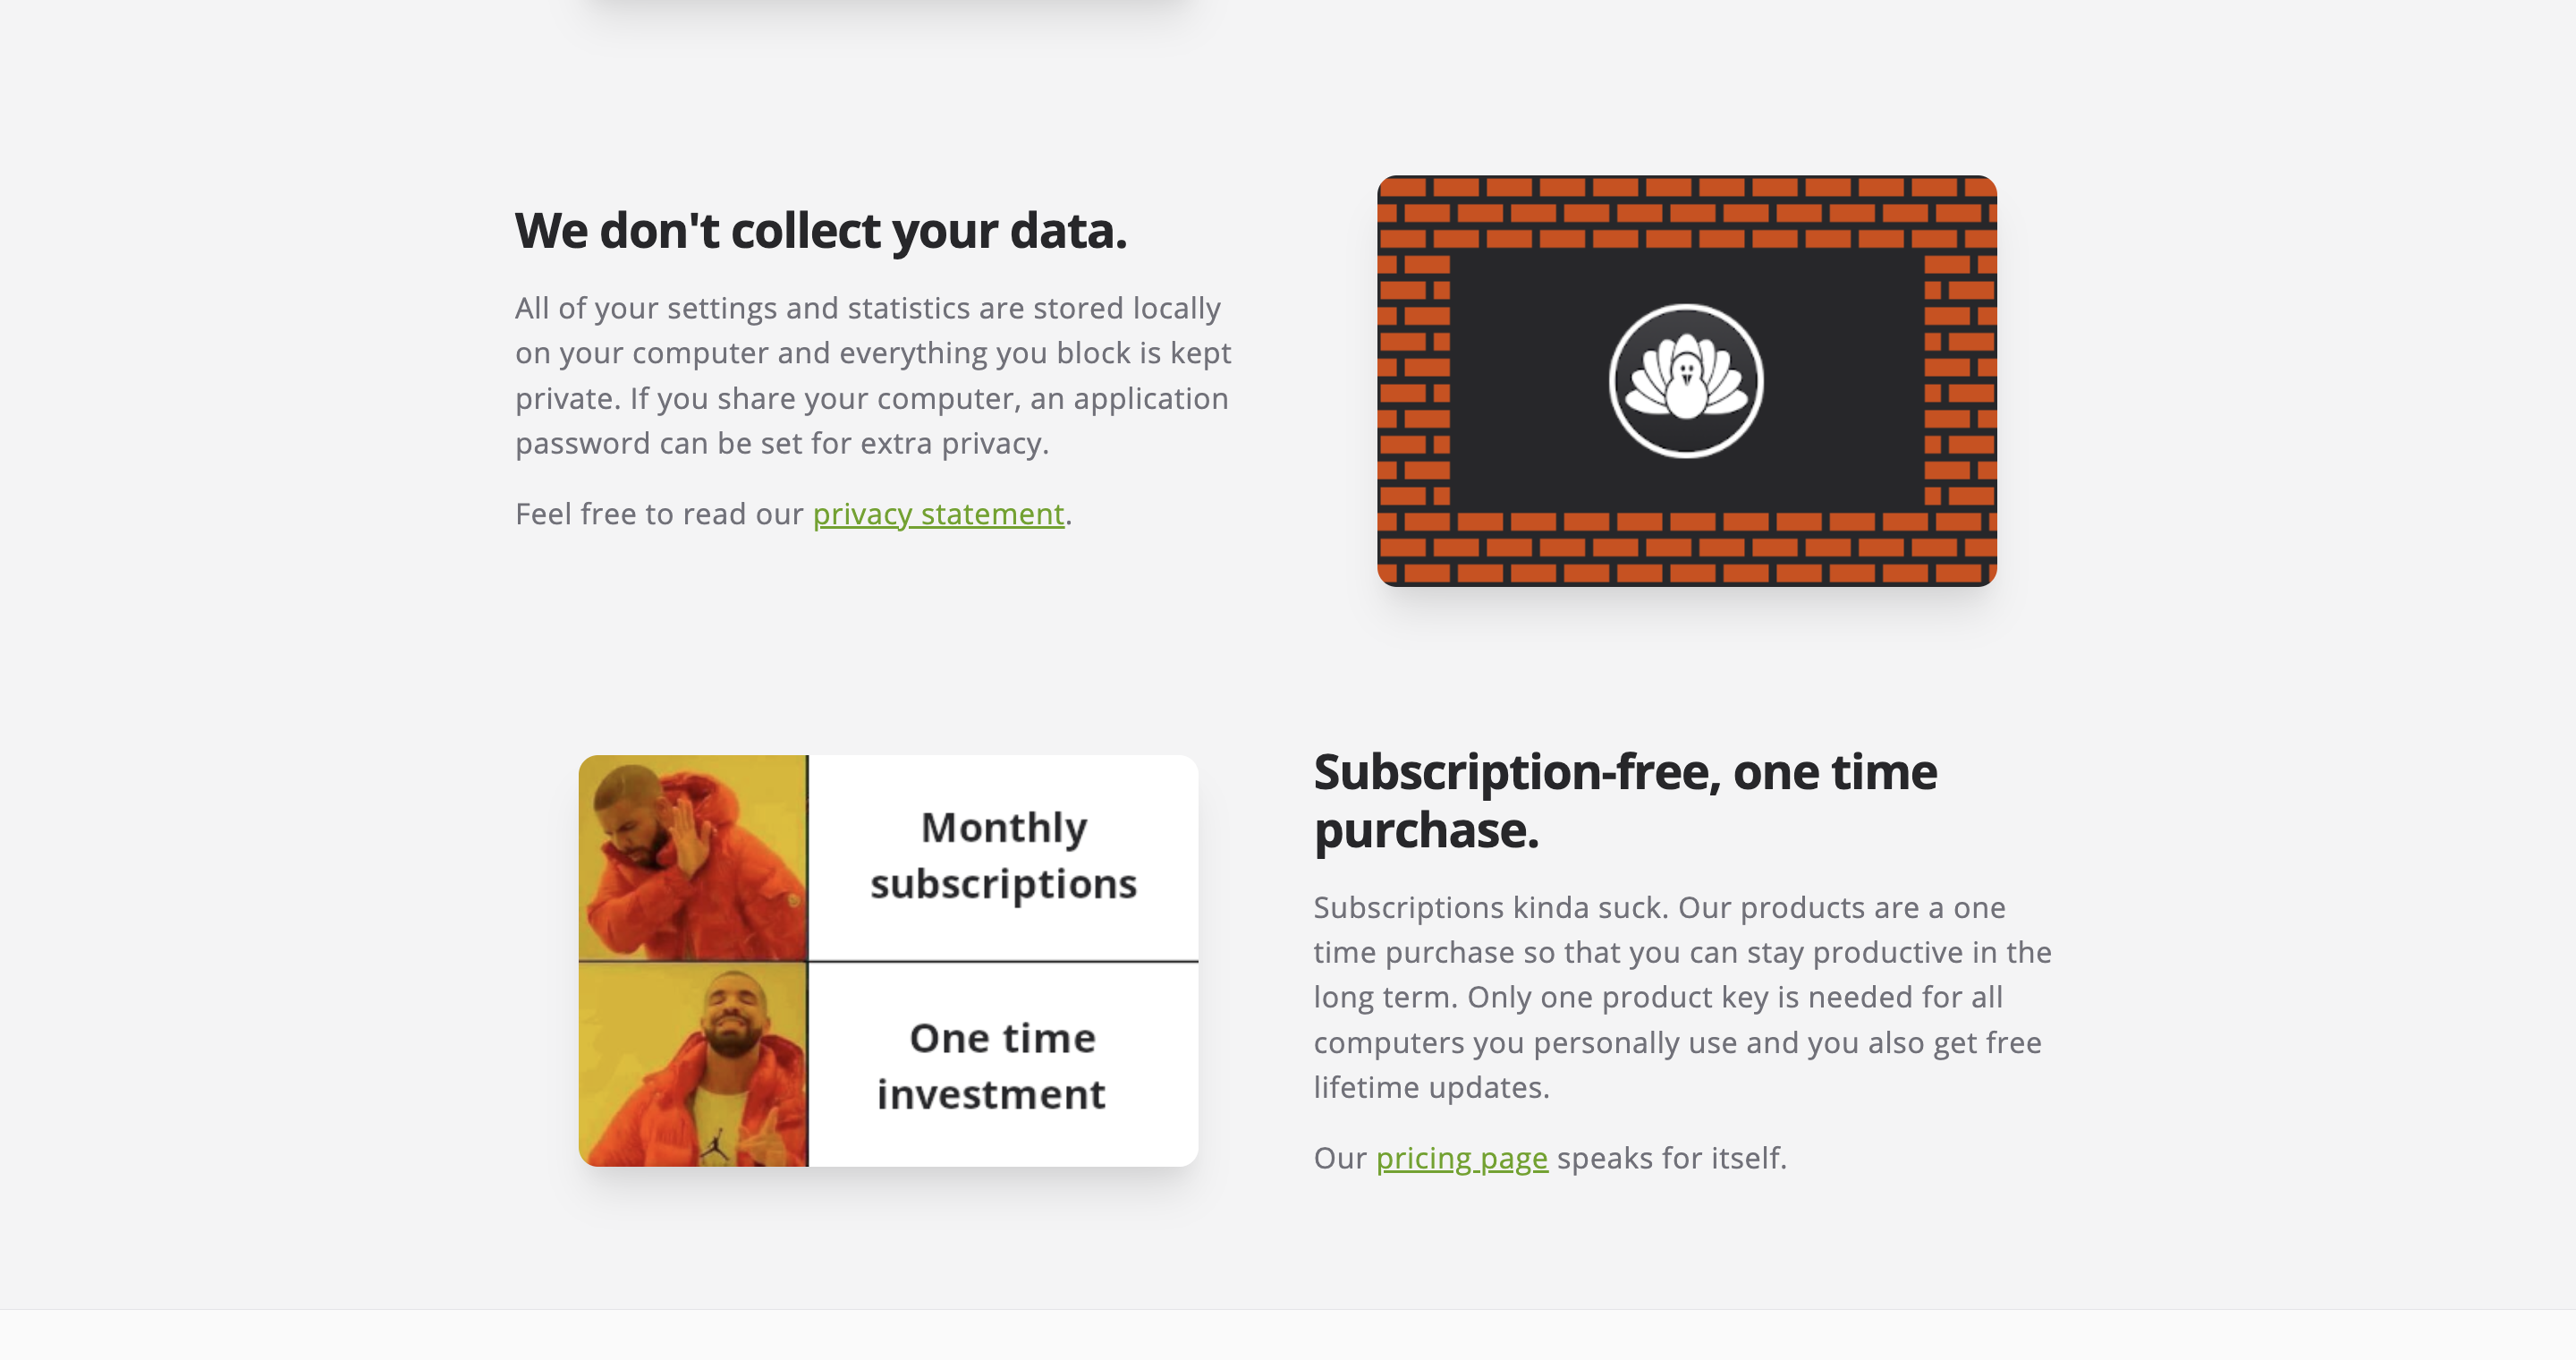 We don't collect your data.
All of your settings and statistics are stored locally
on your computer and everything you block is kept
private. If you share your computer, an application
password can be set for extra privacy.
Feel free to read our privacy statement.
Monthly
subscriptions
One time
investment
Subscription-free, one time
purchase.
Subscriptions kinda suck. Our products are a one
time purchase so that you can stay productive in the
long term. Only one product key is needed for all
computers you personally use and you also get free
lifetime updates.
Our pricing page speaks for itself.